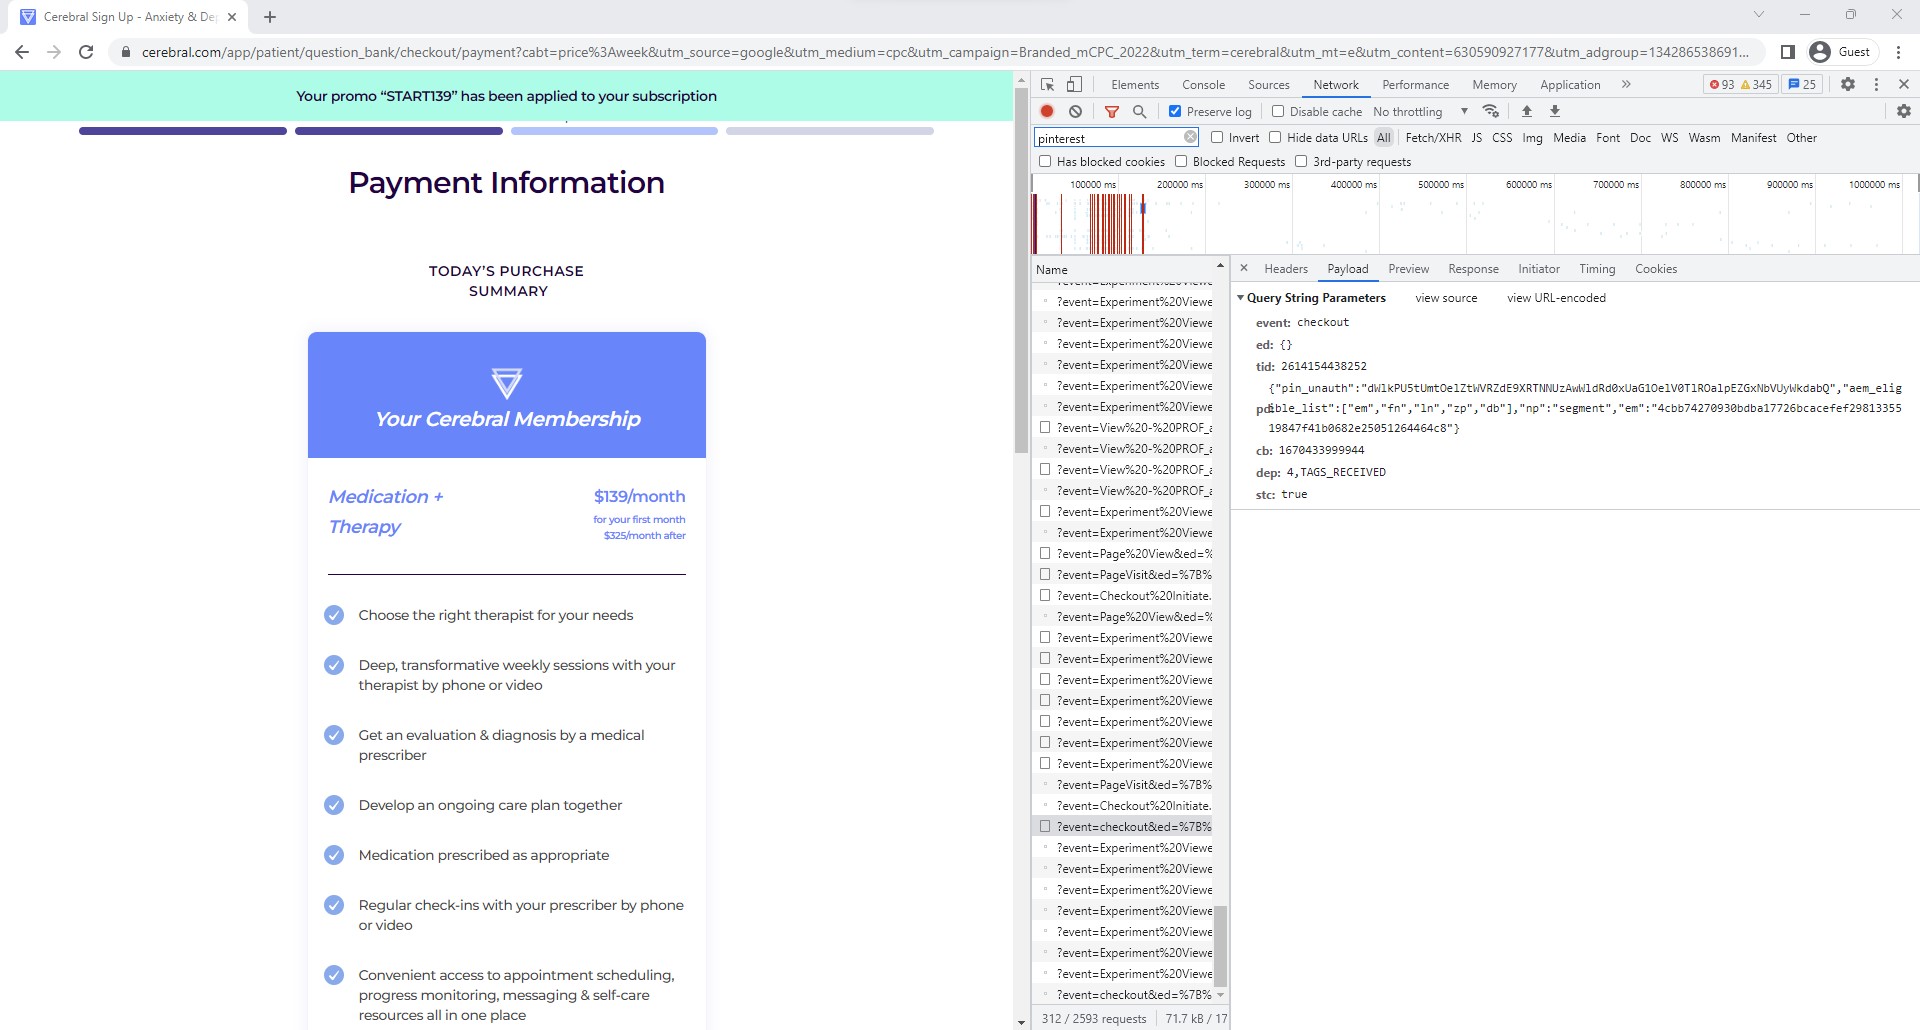 Cerebral Sign Up - Anxiety & De
cerebral.com/app/patient/question_bank/checkout/payment?cabt=price%3Aweek&utm_source=google&utm_medium=cpc&utm_campaign=Branded_mCPC_2022&utm_term=cerebral&utm_mt=e&utm_content=630590927177&utm_adgroup=134286538691...
Guest
Your promo “START139” has been applied to your subscription
Payment Information
TODAY’S PURCHASE
SUMMARY
Your Cerebral Membership
Medication +
Therapy
$139/month
for your first month
$325/month after
Choose the right therapist for your needs
Deep, transformative weekly sessions with your
therapist by phone or video
Get an evaluation & diagnosis by a medical
prescriber
Develop an ongoing care plan together
Medication prescribed as appropriate
Regular check-ins with your prescriber by phone
or video
Convenient access to appointment scheduling,
progress monitoring, messaging & self-care
resources all in one place
Elements Console Sources Network Performance Memory Application 93 345 25
Preserve log Disable cache No throttling
pinterest Invert Hide data URLs All Fetch/XHR JS CSS Img Media Font Doc WS Wasm Manifest Other
Has blocked cookies Blocked Requests 3rd-party requests
100000 ms 200000 ms 300000 ms 400000 ms 500000 ms 600000 ms 700000 ms 800000 ms 900000 ms 1000000 ms
Name
?event=Experiment%20Viewe
?event=Experiment%20Viewe
?event=Experiment%20Viewe
?event=Experiment%20Viewe
?event=Experiment%20Viewe
?event=Experiment%20Viewe
?event=Experiment%20Viewe
?event=View%20-%20PROF_a
?event=View%20-%20PROF_a
?event=View%20-%20PROF_a
?event=View%20-%20PROF_a
?event=Experiment%20Viewe
?event=Experiment%20Viewe
?event=Page%20View&ed=%
?event=PageVisit&ed=%7B%
?event=Checkout%20Initiate.
?event=Page%20View&ed=%
?event=Experiment%20Viewe
?event=Experiment%20Viewe
?event=Experiment%20Viewe
?event=Experiment%20Viewe
?event=Experiment%20Viewe
?event=Experiment%20Viewe
?event=Experiment%20Viewe
?event=PageVisit&ed=%7B%
?event=Checkout%20Initiate.
?event=checkout&ed=%7B%
?event=Experiment%20Viewe
?event=Experiment%20Viewe
?event=Experiment%20Viewe
?event=Experiment%20Viewe
?event=Experiment%20Viewe
?event=Experiment%20Viewe
?event=Experiment%20Viewe
?event=checkout&ed=%7B%
312 / 2593 requests 71.7 kB / 17
Headers Payload Preview Response Initiator Timing Cookies
Query String Parameters view source view URL-encoded
event: checkout
ed: {}
tid: 2614154438252
{"pin_unauth":"dWlkPU5tUmtOelZtWVRZdE9XRTNNUzAwWldRd0xUaG1OelV0TlROalpEZGxNbVUyWkdabQ","aem_elig
pd: ible_list":["em","fn","ln","zp","db"],"np":"segment","em":"4cbb74270930bdba17726bcacefef29813355
19847f41b0682e25051264464c8"}
cb: 1670433999944
dep: 4,TAGS_RECEIVED
stc: true